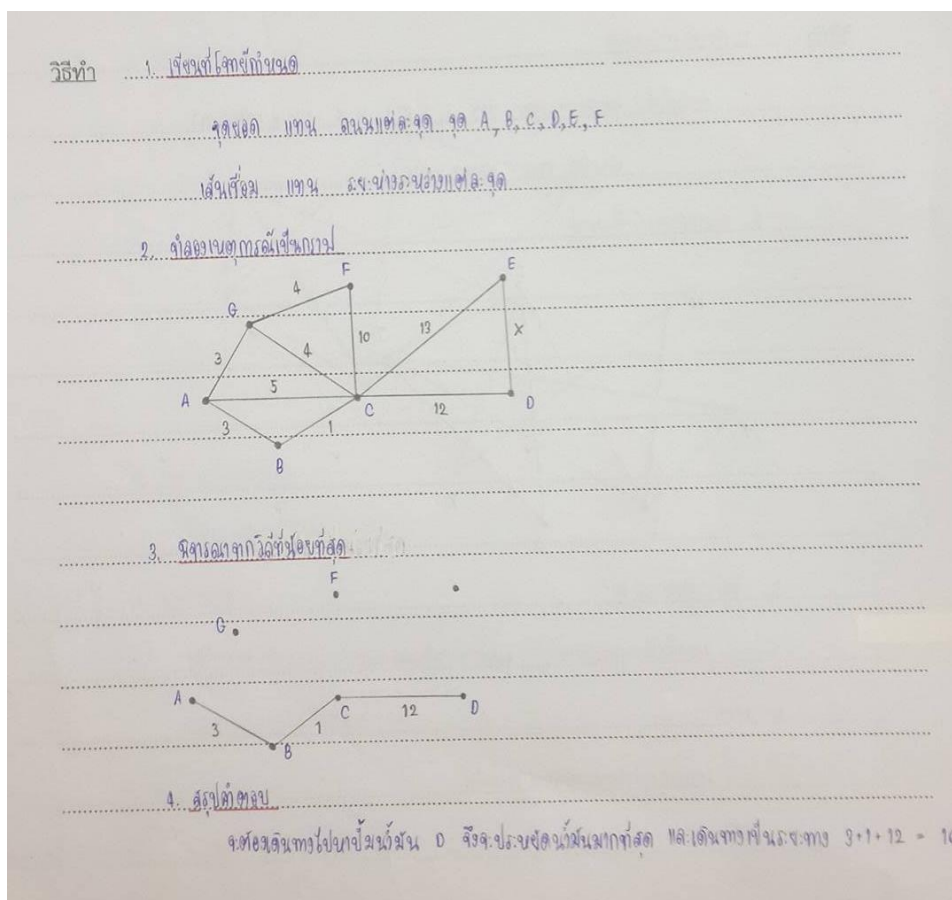 วิธีทำ 1. เขียนที่โจทย์กำหนด
จุดยอด แทน ถนนแต่ละจุด จุด A, B, C, D, E, F
เส้นเชื่อม แทน ระยะห่างระหว่างแต่ละจุด
2. จำลองเหตุการณ์เป็นกราฟ
F E
4
G
10 13 X
3 4
5
A C 12 D
3 1
B
3. พิจารณาจากวิถีที่น้อยที่สุด
F
G
A C 12 D
3 1
B
4. สรุปคำตอบ
จะต้องเดินทางไปหาปั๊มน้ำมัน D จึงจะประหยัดน้ำมันมากที่สุด และเดินทางเป็นระยะทาง 3+1+12 =